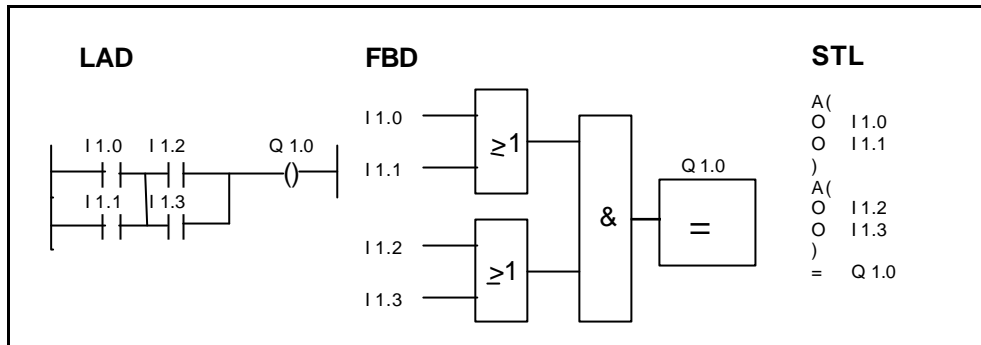 LAD
I 1.0 I 1.2 Q 1.0
( )
I 1.1 I 1.3
FBD
I 1.0
I 1.1
≥1
I 1.2
I 1.3
≥1
&
Q 1.0
=
STL
A(
O I 1.0
O I 1.1
)
A(
O I 1.2
O I 1.3
)
= Q 1.0